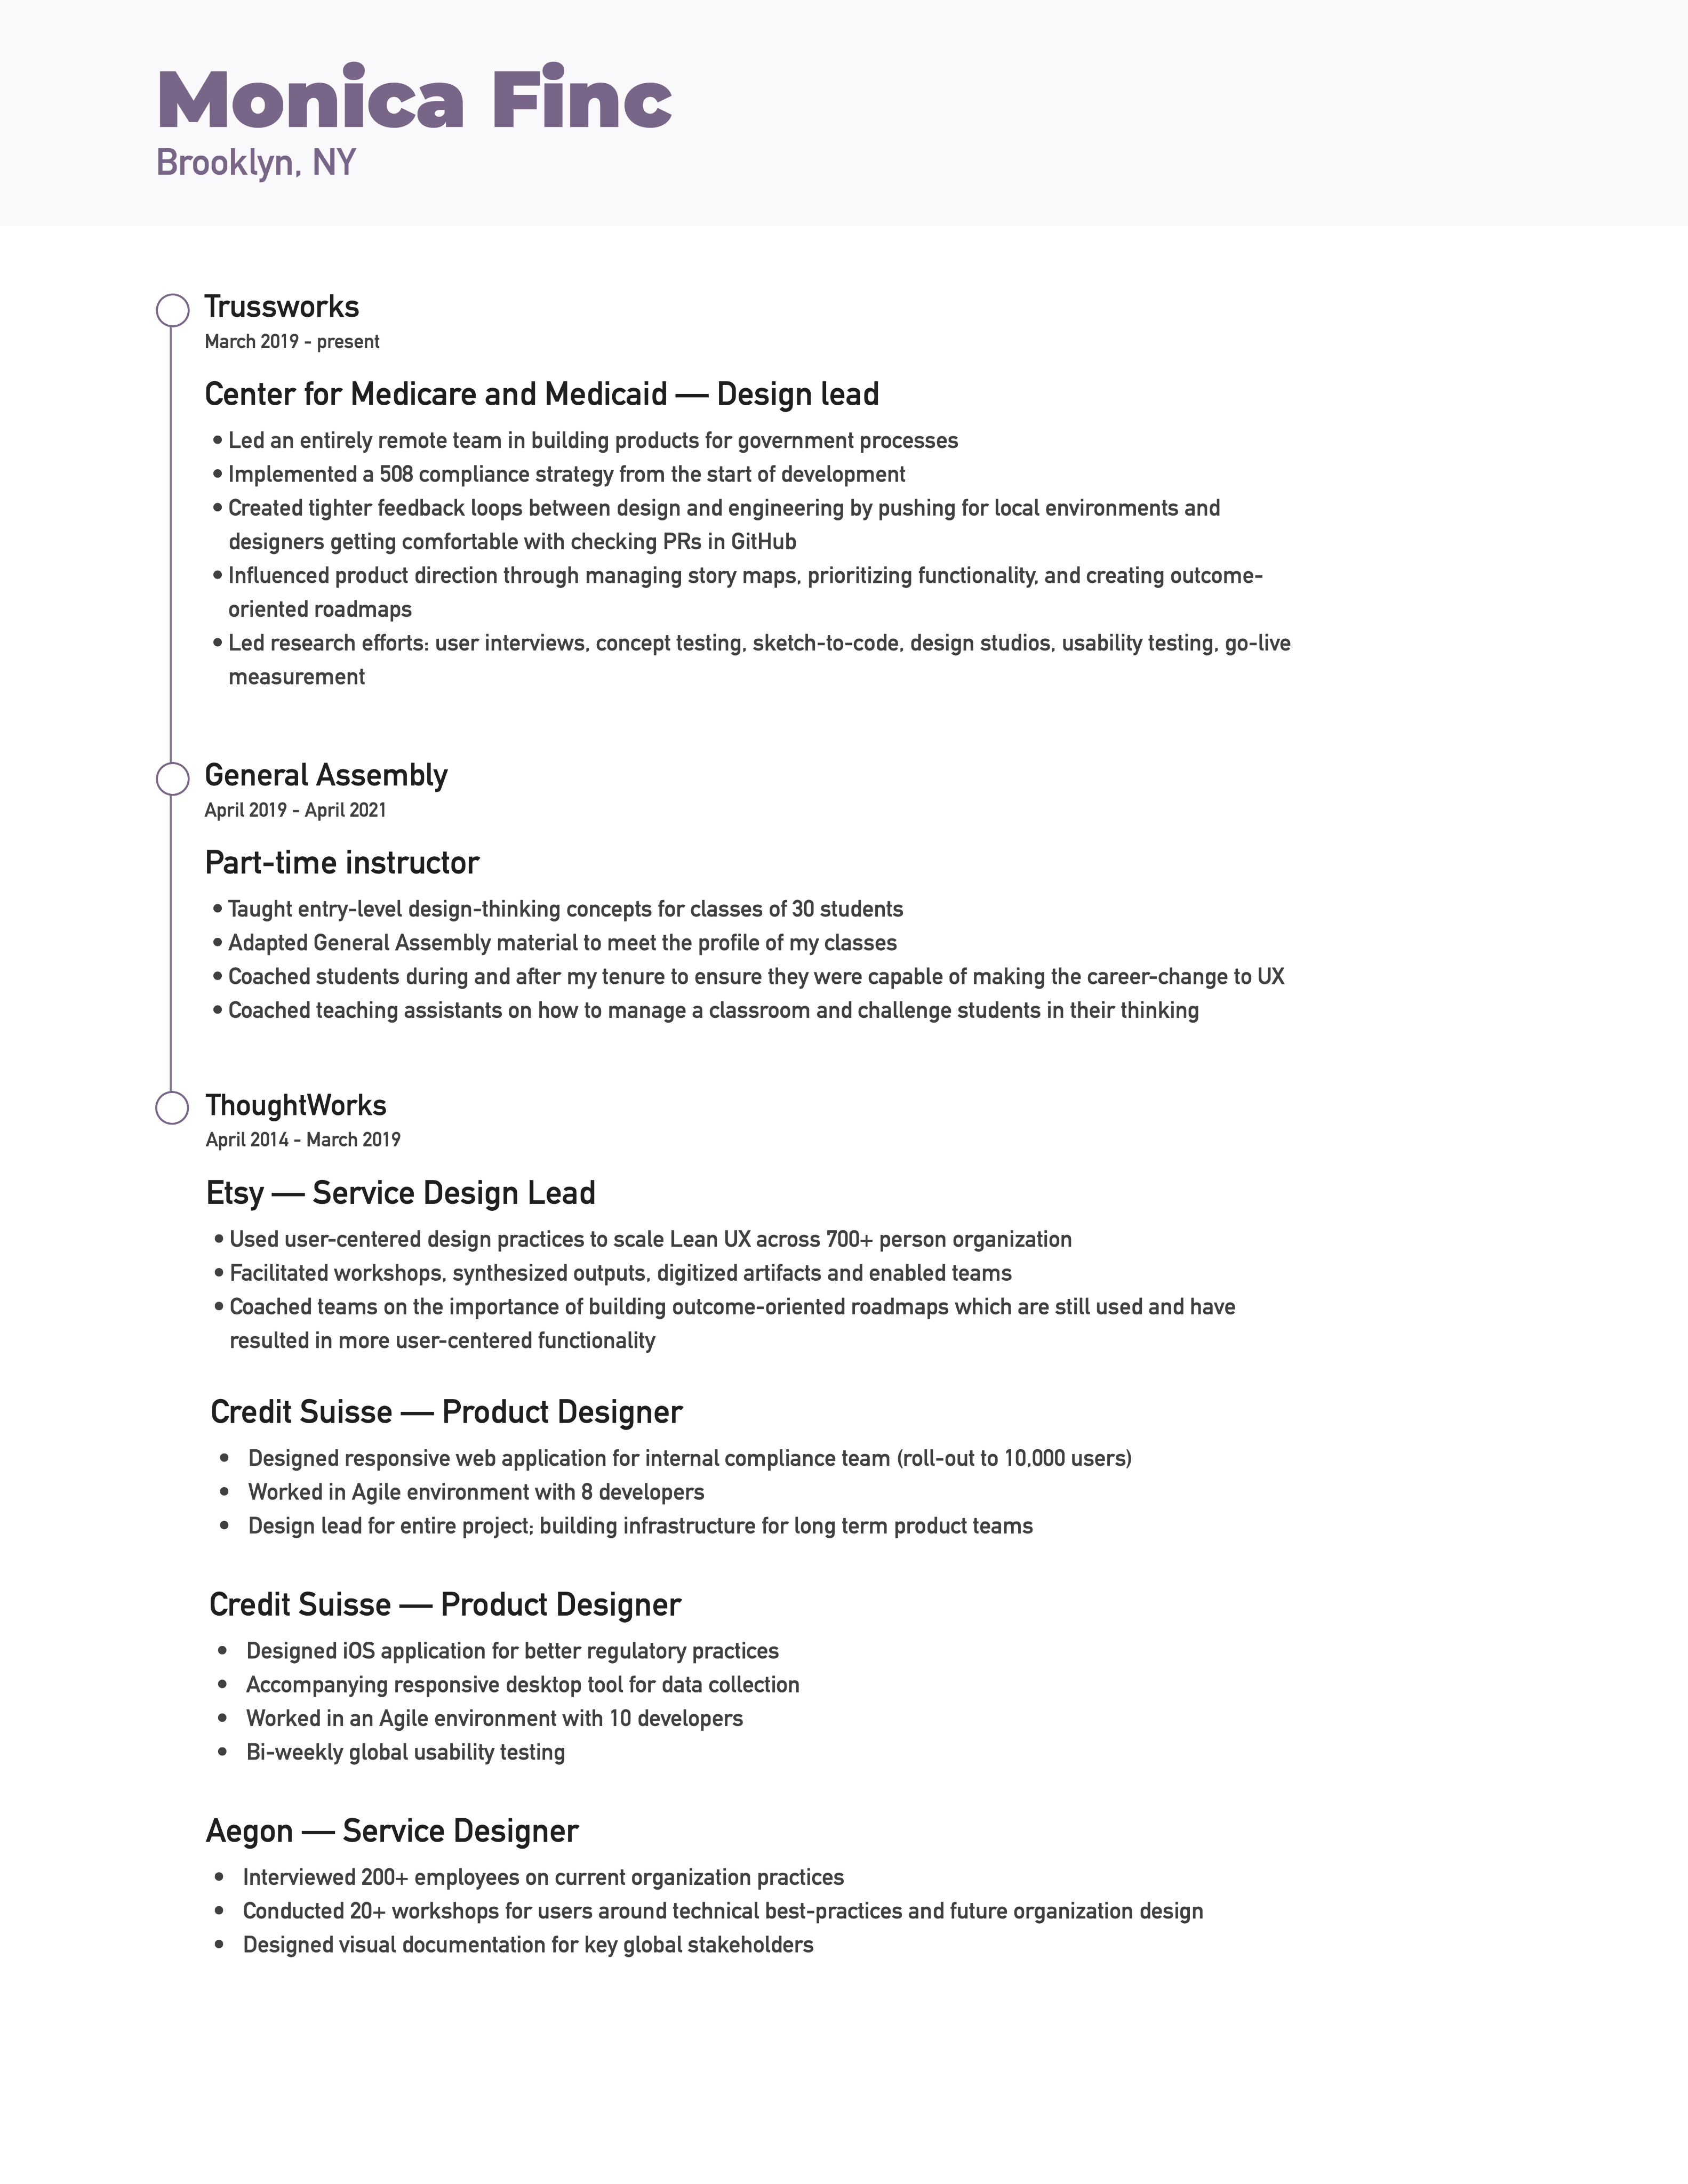 Monica Finc
Brooklyn, NY
Trussworks
March 2019 - present
Center for Medicare and Medicaid — Design lead
• Led an entirely remote team in building products for government processes
• Implemented a 508 compliance strategy from the start of development
• Created tighter feedback loops between design and engineering by pushing for local environments and
designers getting comfortable with checking PRs in GitHub
• Influenced product direction through managing story maps, prioritizing functionality, and creating outcome-
oriented roadmaps
• Led research efforts: user interviews, concept testing, sketch-to-code, design studios, usability testing, go-live
measurement
General Assembly
April 2019 - April 2021
Part-time instructor
• Taught entry-level design-thinking concepts for classes of 30 students
• Adapted General Assembly material to meet the profile of my classes
• Coached students during and after my tenure to ensure they were capable of making the career-change to UX
• Coached teaching assistants on how to manage a classroom and challenge students in their thinking
ThoughtWorks
April 2014 - March 2019
Etsy — Service Design Lead
• Used user-centered design practices to scale Lean UX across 700+ person organization
• Facilitated workshops, synthesized outputs, digitized artifacts and enabled teams
• Coached teams on the importance of building outcome-oriented roadmaps which are still used and have
resulted in more user-centered functionality
Credit Suisse — Product Designer
• Designed responsive web application for internal compliance team (roll-out to 10,000 users)
• Worked in Agile environment with 8 developers
• Design lead for entire project; building infrastructure for long term product teams
Credit Suisse — Product Designer
• Designed iOS application for better regulatory practices
• Accompanying responsive desktop tool for data collection
• Worked in an Agile environment with 10 developers
• Bi-weekly global usability testing
Aegon — Service Designer
• Interviewed 200+ employees on current organization practices
• Conducted 20+ workshops for users around technical best-practices and future organization design
• Designed visual documentation for key global stakeholders